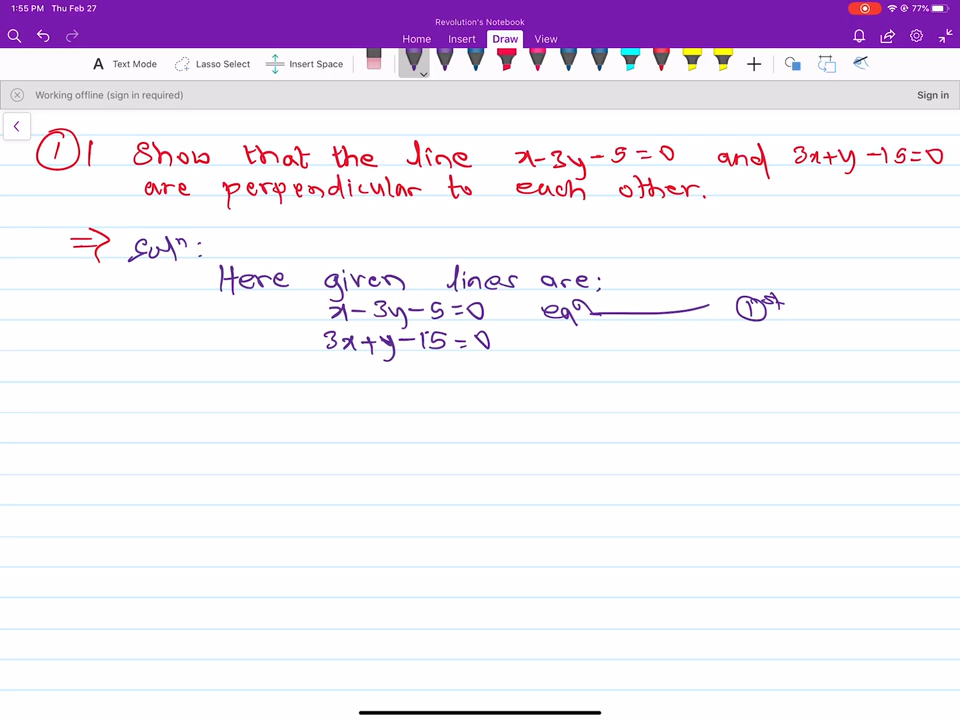 1:55 PM Thu Feb 27
77%
Revolution's Notebook
Home Insert Draw View
A Text Mode Lasso Select Insert Space
Working offline (sign in required) Sign in
① 1 Show that the line x-3y-5=0 and 3x+y-15=0
are perpendicular to each other.
⇒ Solⁿ:
Here given lines are:
x-3y-5=0 eqⁿ
3x+y-15=0